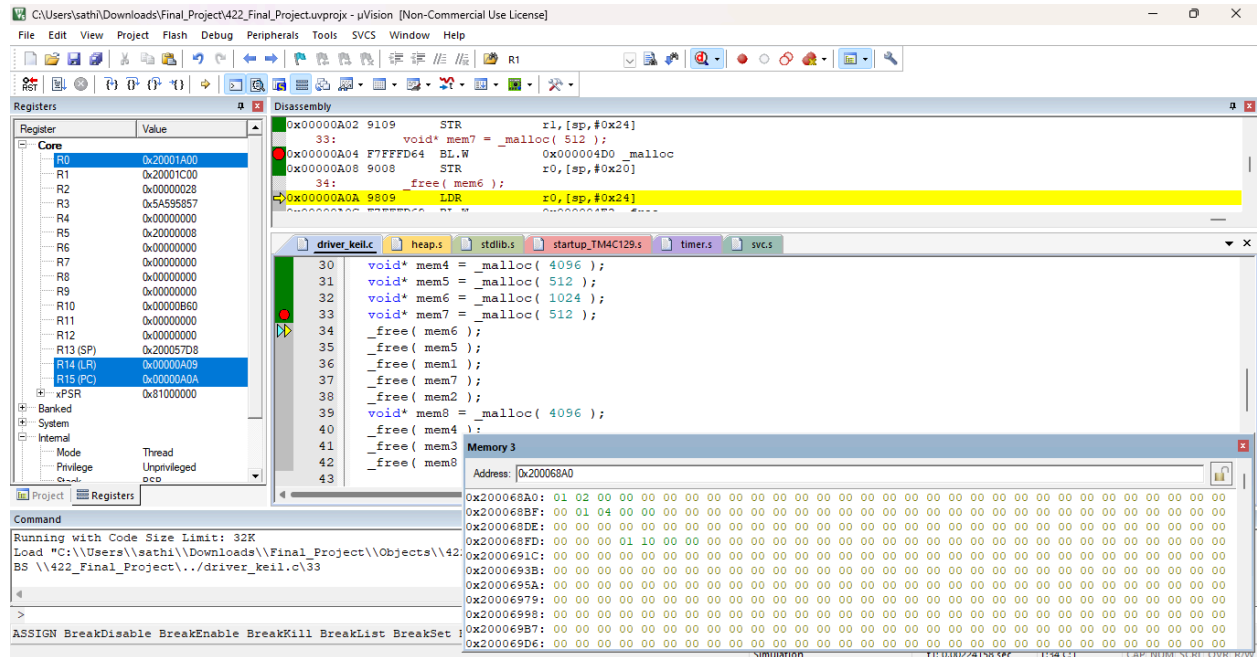 C:\Users\sathi\Downloads\Final_Project\422_Final_Project.uvprojx - µVision [Non-Commercial Use License]
File Edit View Project Flash Debug Peripherals Tools SVCS Window Help
R1
RST
Registers
Register Value
Core
R0 0x20001A00
R1 0x20001C00
R2 0x00000028
R3 0x5A595857
R4 0x00000000
R5 0x20000008
R6 0x00000000
R7 0x00000000
R8 0x00000000
R9 0x00000000
R10 0x00000B60
R11 0x00000000
R12 0x00000000
R13 (SP) 0x200057D8
R14 (LR) 0x00000A09
R15 (PC) 0x00000A0A
xPSR 0x81000000
Banked
System
Internal
Mode Thread
Privilege Unprivileged
Stack PSP
Project Registers
Disassembly
0x00000A02 9109 STR r1,[sp,#0x24]
33: void* mem7 = _malloc( 512 );
0x00000A04 F7FFFD64 BL.W 0x000004D0 _malloc
0x00000A08 9008 STR r0,[sp,#0x20]
34: _free( mem6 );
0x00000A0A 9809 LDR r0,[sp,#0x24]
driver_keil.c heap.s stdlib.s startup_TM4C129.s timer.s svc.s
30 void* mem4 = _malloc( 4096 );
31 void* mem5 = _malloc( 512 );
32 void* mem6 = _malloc( 1024 );
33 void* mem7 = _malloc( 512 );
34 _free( mem6 );
35 _free( mem5 );
36 _free( mem1 );
37 _free( mem7 );
38 _free( mem2 );
39 void* mem8 = _malloc( 4096 );
40 _free( mem4 );
41 _free( mem3
42 _free( mem8
43
Command
Running with Code Size Limit: 32K
Load "C:\\Users\\sathi\\Downloads\\Final_Project\\Objects\\42
BS \\422_Final_Project\../driver_keil.c\33
>
ASSIGN BreakDisable BreakEnable BreakKill BreakList BreakSet
Memory 3
Address: 0x200068A0
0x200068A0: 01 02 00 00 00 00 00 00 00 00 00 00 00 00 00 00 00 00 00 00 00 00 00 00 00 00 00 00 00 00 00
0x200068BF: 00 01 04 00 00 00 00 00 00 00 00 00 00 00 00 00 00 00 00 00 00 00 00 00 00 00 00 00 00 00 00
0x200068DE: 00 00 00 00 00 00 00 00 00 00 00 00 00 00 00 00 00 00 00 00 00 00 00 00 00 00 00 00 00 00 00
0x200068FD: 00 00 00 01 10 00 00 00 00 00 00 00 00 00 00 00 00 00 00 00 00 00 00 00 00 00 00 00 00 00 00
0x2000691C: 00 00 00 00 00 00 00 00 00 00 00 00 00 00 00 00 00 00 00 00 00 00 00 00 00 00 00 00 00 00 00
0x2000693B: 00 00 00 00 00 00 00 00 00 00 00 00 00 00 00 00 00 00 00 00 00 00 00 00 00 00 00 00 00 00 00
0x2000695A: 00 00 00 00 00 00 00 00 00 00 00 00 00 00 00 00 00 00 00 00 00 00 00 00 00 00 00 00 00 00 00
0x20006979: 00 00 00 00 00 00 00 00 00 00 00 00 00 00 00 00 00 00 00 00 00 00 00 00 00 00 00 00 00 00 00
0x20006998: 00 00 00 00 00 00 00 00 00 00 00 00 00 00 00 00 00 00 00 00 00 00 00 00 00 00 00 00 00 00 00
0x200069B7: 00 00 00 00 00 00 00 00 00 00 00 00 00 00 00 00 00 00 00 00 00 00 00 00 00 00 00 00 00 00 00
0x200069D6: 00 00 00 00 00 00 00 00 00 00 00 00 00 00 00 00 00 00 00 00 00 00 00 00 00 00 00 00 00 00 00
Simulation t1: 0.00224158 sec L:34 C:1 CAP NUM SCRL OVR R/W